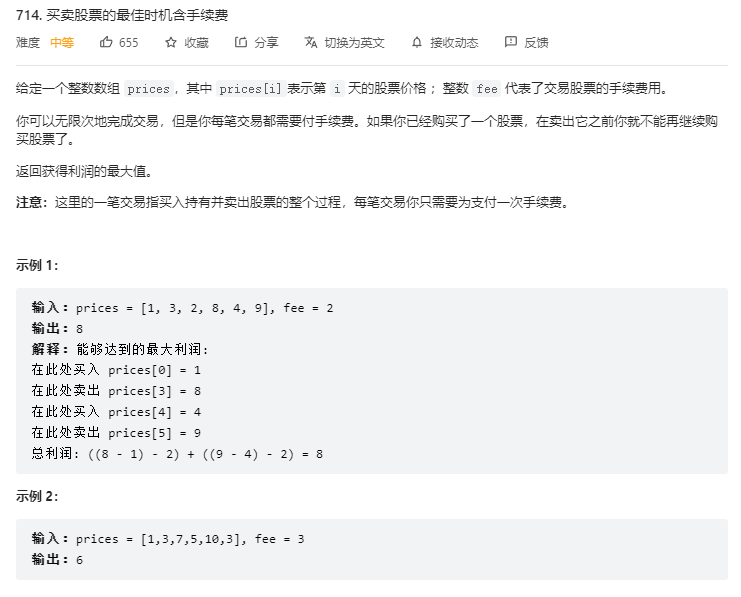 714. 买卖股票的最佳时机含手续费
难度 中等 655 收藏 分享 切换为英文 接收动态 反馈
给定一个整数数组 prices，其中 prices[i]表示第 i 天的股票价格 ；整数 fee 代表了交易股票的手续费用。
你可以无限次地完成交易，但是你每笔交易都需要付手续费。如果你已经购买了一个股票，在卖出它之前你就不能再继续购
买股票了。
返回获得利润的最大值。
注意：这里的一笔交易指买入持有并卖出股票的整个过程，每笔交易你只需要为支付一次手续费。
示例 1：
输入：prices = [1, 3, 2, 8, 4, 9], fee = 2
输出：8
解释：能够达到的最大利润:
在此处买入 prices[0] = 1
在此处卖出 prices[3] = 8
在此处买入 prices[4] = 4
在此处卖出 prices[5] = 9
总利润: ((8 - 1) - 2) + ((9 - 4) - 2) = 8
示例 2：
输入：prices = [1,3,7,5,10,3], fee = 3
输出：6